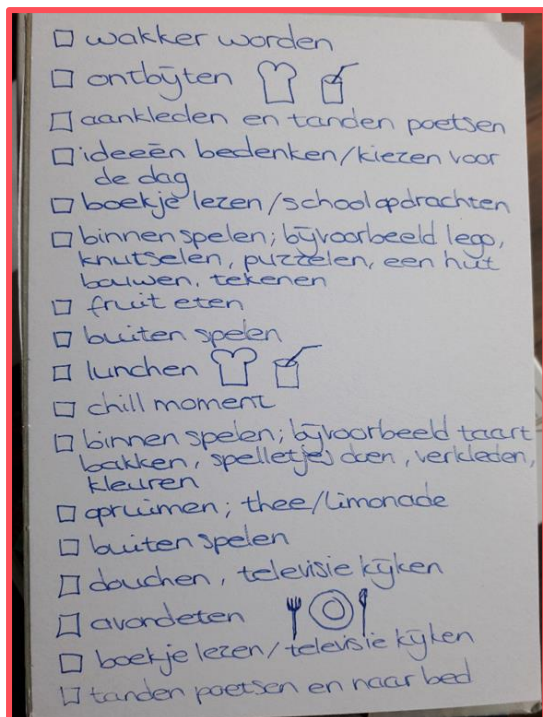 wakker worden
ontbijten
aankleden en tanden poetsen
ideeën bedenken/kiezen voor
de dag
boekje lezen/schoolopdrachten
binnen spelen; bijvoorbeeld lego,
knutselen, puzzelen, een hut
bouwen, tekenen
fruit eten
buiten spelen
lunchen
chill moment
binnen spelen; bijvoorbeeld taart
bakken, spelletjes doen, verkleden,
kleuren
opruimen; thee/limonade
buiten spelen
douchen, televisie kijken
avondeten
boekje lezen/televisie kijken
tanden poetsen en naar bed